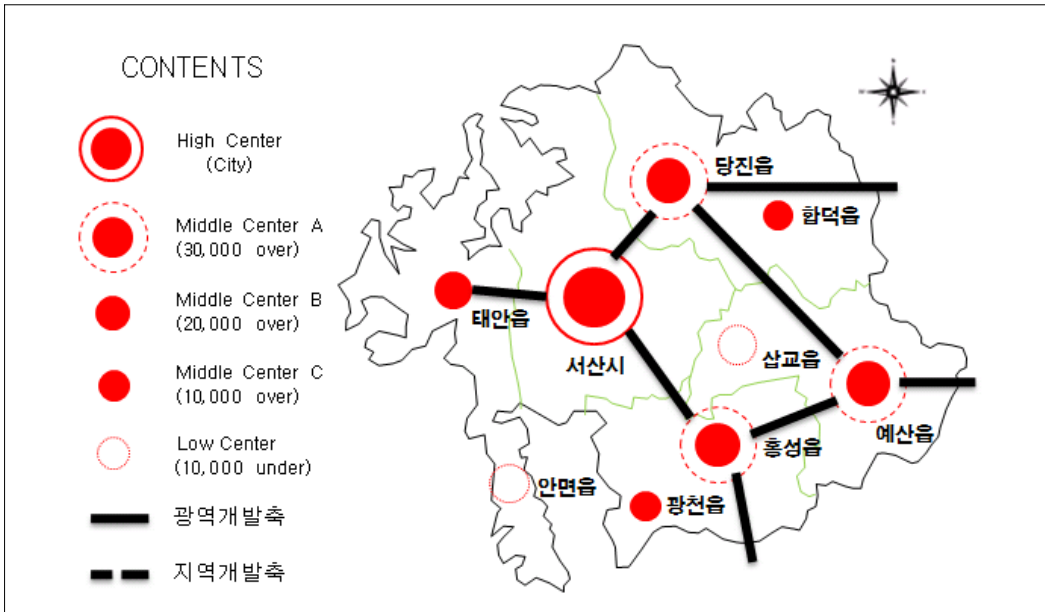 CONTENTS
High Center
(City)
Middle Center A
(30,000 over)
Middle Center B
(20,000 over)
Middle Center C
(10,000 over)
Low Center
(10,000 under)
광역개발축
지역개발축
당진읍
합덕읍
태안읍
서산시
삽교읍
예산읍
홍성읍
안면읍
광천읍